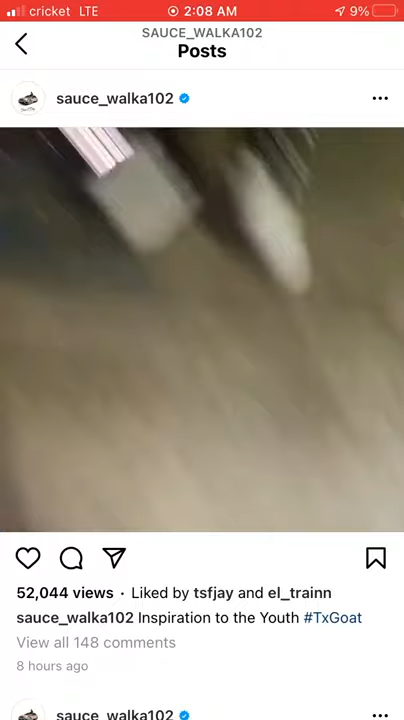 cricket LTE 2:08 AM 9%
SAUCE_WALKA102
Posts
sauce_walka102
52,044 views · Liked by tsfjay and el_trainn
sauce_walka102 Inspiration to the Youth #TxGoat
View all 148 comments
8 hours ago
sauce_walka102